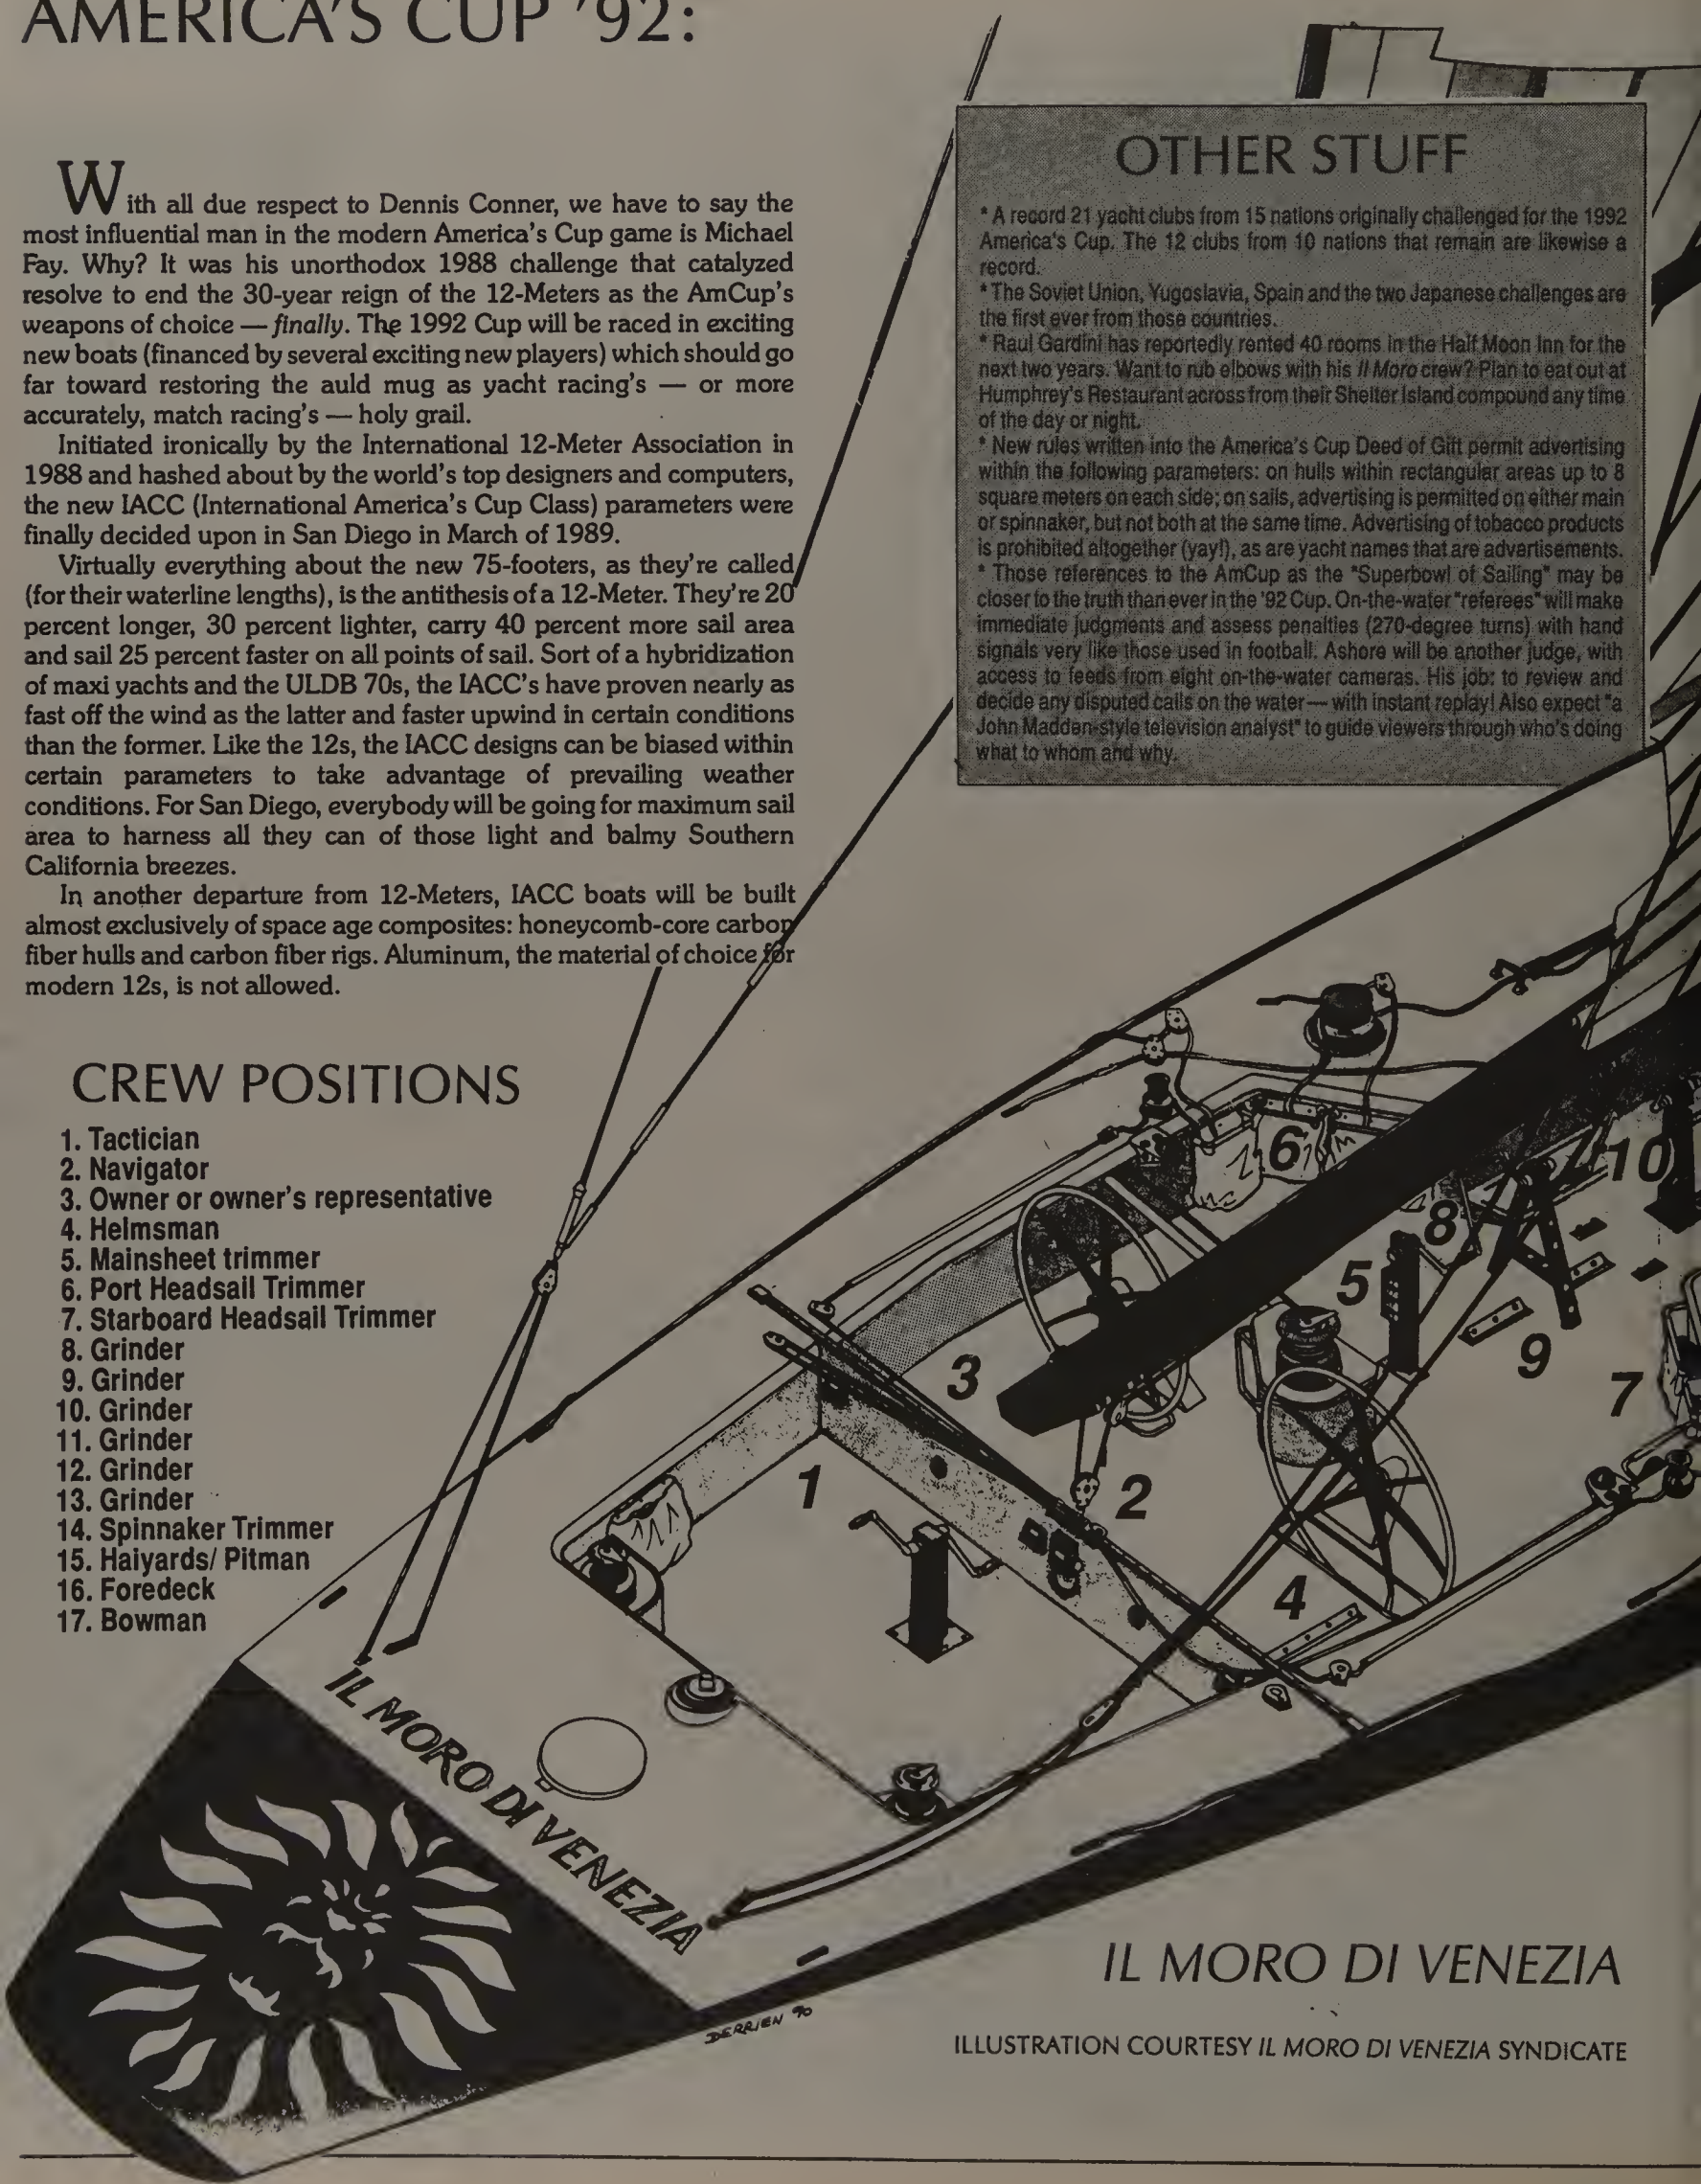 AMERICA'S CUP '92:
With all due respect to Dennis Conner, we have to say the
most influential man in the modern America's Cup game is Michael
Fay. Why? It was his unorthodox 1988 challenge that catalyzed
resolve to end the 30-year reign of the 12-Meters as the AmCup's
weapons of choice — finally. The 1992 Cup will be raced in exciting
new boats (financed by several exciting new players) which should go
far toward restoring the auld mug as yacht racing's — or more
accurately, match racing's — holy grail.
Initiated ironically by the International 12-Meter Association in
1988 and hashed about by the world's top designers and computers,
the new IACC (International America's Cup Class) parameters were
finally decided upon in San Diego in March of 1989.
Virtually everything about the new 75-footers, as they're called
(for their waterline lengths), is the antithesis of a 12-Meter. They're 20
percent longer, 30 percent lighter, carry 40 percent more sail area
and sail 25 percent faster on all points of sail. Sort of a hybridization
of maxi yachts and the ULDB 70s, the IACC's have proven nearly as
fast off the wind as the latter and faster upwind in certain conditions
than the former. Like the 12s, the IACC designs can be biased within
certain parameters to take advantage of prevailing weather
conditions. For San Diego, everybody will be going for maximum sail
area to harness all they can of those light and balmy Southern
California breezes.
In another departure from 12-Meters, IACC boats will be built
almost exclusively of space age composites: honeycomb-core carbon
fiber hulls and carbon fiber rigs. Aluminum, the material of choice for
modern 12s, is not allowed.
OTHER STUFF
* A record 21 yacht clubs from 15 nations originally challenged for the 1992
America's Cup. The 12 clubs from 10 nations that remain are likewise a
record.
* The Soviet Union, Yugoslavia, Spain and the two Japanese challenges are
the first ever from those countries.
* Raul Gardini has reportedly rented 40 rooms in the Half Moon Inn for the
next two years. Want to rub elbows with his Il Moro crew? Plan to eat out at
Humphrey's Restaurant across from their Shelter Island compound any time
of the day or night.
* New rules written into the America's Cup Deed of Gift permit advertising
within the following parameters: on hulls within rectangular areas up to 8
square meters on each side; on sails, advertising is permitted on either main
or spinnaker, but not both at the same time. Advertising of tobacco products
is prohibited altogether (yay!), as are yacht names that are advertisements.
* Those references to the AmCup as the "Superbowl of Sailing" may be
closer to the truth than ever in the '92 Cup. On-the-water "referees" will make
immediate judgments and assess penalties (270-degree turns) with hand
signals very like those used in football. Ashore will be another judge, with
access to feeds from eight on-the-water cameras. His job: to review and
decide any disputed calls on the water — with instant replay! Also expect "a
John Madden-style television analyst" to guide viewers through who's doing
what to whom and why.
CREW POSITIONS
1. Tactician
2. Navigator
3. Owner or owner's representative
4. Helmsman
5. Mainsheet trimmer
6. Port Headsail Trimmer
7. Starboard Headsail Trimmer
8. Grinder
9. Grinder
10. Grinder
11. Grinder
12. Grinder
13. Grinder
14. Spinnaker Trimmer
15. Halyards/ Pitman
16. Foredeck
17. Bowman
6
10
8
5
9
3
7
1
2
4
IL MORO DI VENEZIA
DERRIEN 90
IL MORO DI VENEZIA
ILLUSTRATION COURTESY IL MORO DI VENEZIA SYNDICATE